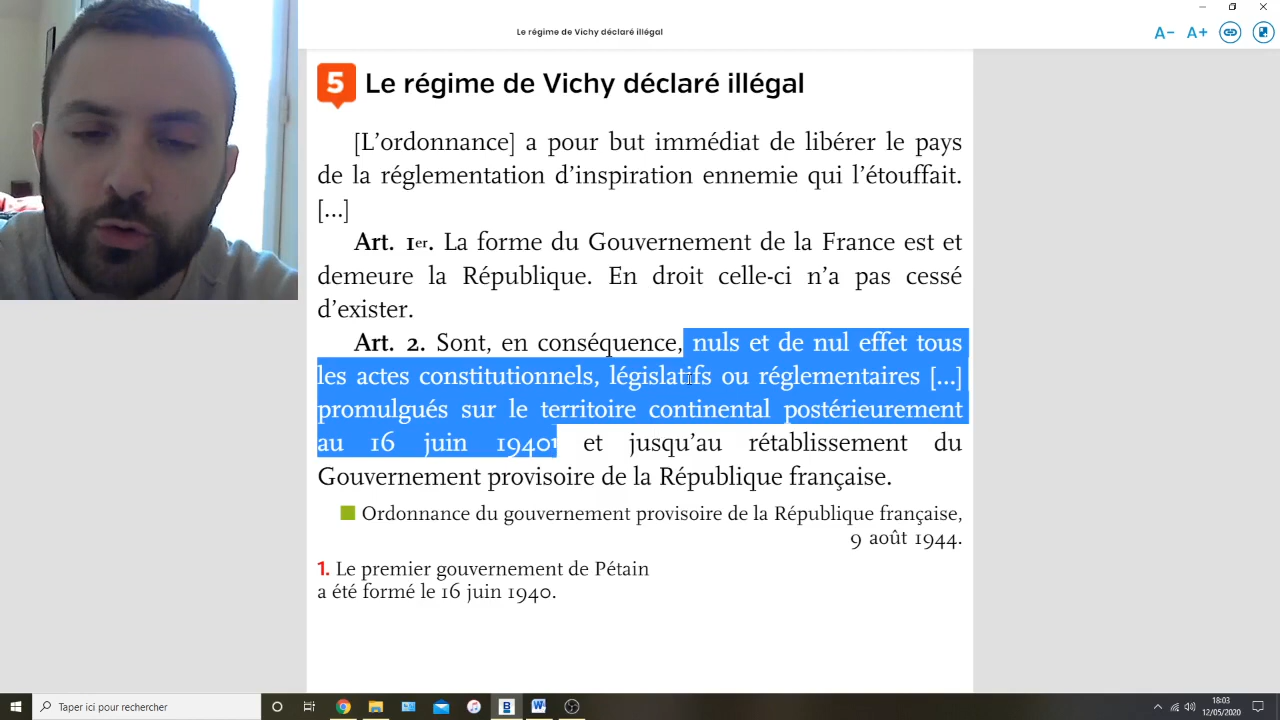 Le régime de Vichy déclaré illégal
A- A+
5 Le régime de Vichy déclaré illégal
[L'ordonnance] a pour but immédiat de libérer le pays
de la réglementation d'inspiration ennemie qui l'étouffait.
[…]
Art. 1er. La forme du Gouvernement de la France est et
demeure la République. En droit celle-ci n'a pas cessé
d'exister.
Art. 2. Sont, en conséquence, nuls et de nul effet tous
les actes constitutionnels, législatifs ou réglementaires […]
promulgués sur le territoire continental postérieurement
au 16 juin 1940¹ et jusqu'au rétablissement du
Gouvernement provisoire de la République française.
Ordonnance du gouvernement provisoire de la République française,
9 août 1944.
1. Le premier gouvernement de Pétain
a été formé le 16 juin 1940.
Taper ici pour rechercher
18:03
12/05/2020